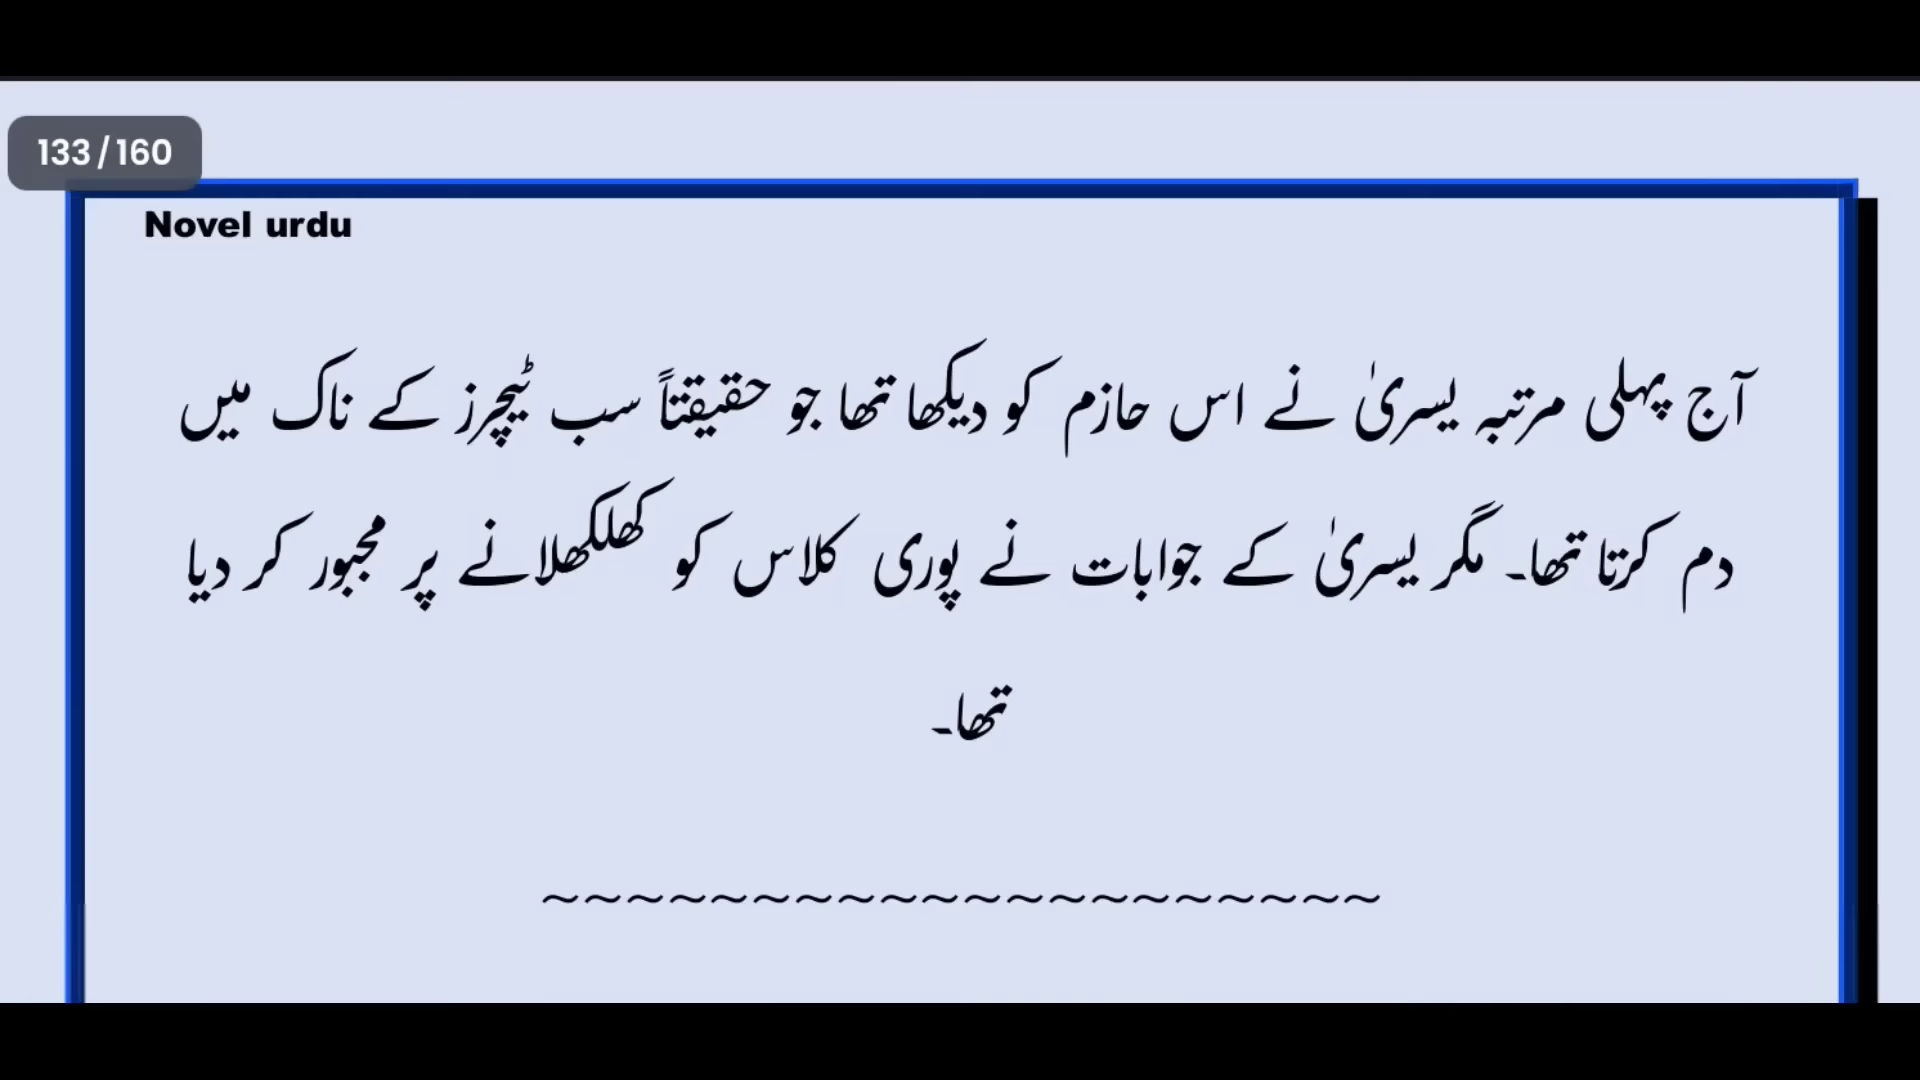 133/160
Novel urdu
آج پہلی مرتبہ یسریٰ نے اس حازم کو دیکھا تھا جو حقیقتاً سب ٹیچرز کے ناک میں
دم کرتا تھا۔ مگر یسریٰ کے جوابات نے پوری کلاس کو کھلکھلانے پر مجبور کر دیا
تھا۔
~~~~~~~~~~~~~~~~~~~~